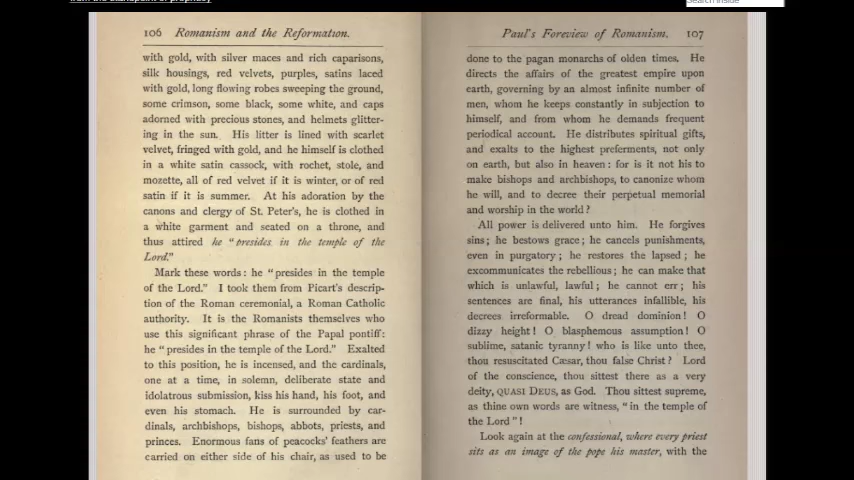 from the standpoint of prophecy
Search inside
106 Romanism and the Reformation.
with gold, with silver maces and rich caparisons,
silk housings, red velvets, purples, satins laced
with gold, long flowing robes sweeping the ground,
some crimson, some black, some white, and caps
adorned with precious stones, and helmets glitter-
ing in the sun. His litter is lined with scarlet
velvet, fringed with gold, and he himself is clothed
in a white satin cassock, with rochet, stole, and
mozette, all of red velvet if it is winter, or of red
satin if it is summer. At his adoration by the
canons and clergy of St. Peter's, he is clothed in
a white garment and seated on a throne, and
thus attired he "presides in the temple of the
Lord."
Mark these words: he "presides in the temple
of the Lord." I took them from Picart's descrip-
tion of the Roman ceremonial, a Roman Catholic
authority. It is the Romanists themselves who
use this significant phrase of the Papal pontiff:
he "presides in the temple of the Lord." Exalted
to this position, he is incensed, and the cardinals,
one at a time, in solemn, deliberate state and
idolatrous submission, kiss his hand, his foot, and
even his stomach. He is surrounded by car-
dinals, archbishops, bishops, abbots, priests, and
princes. Enormous fans of peacocks' feathers are
carried on either side of his chair, as used to be
Paul's Foreview of Romanism. 107
done to the pagan monarchs of olden times. He
directs the affairs of the greatest empire upon
earth, governing by an almost infinite number of
men, whom he keeps constantly in subjection to
himself, and from whom he demands frequent
periodical account. He distributes spiritual gifts,
and exalts to the highest preferments, not only
on earth, but also in heaven: for is it not his to
make bishops and archbishops, to canonize whom
he will, and to decree their perpetual memorial
and worship in the world?
All power is delivered unto him. He forgives
sins; he bestows grace; he cancels punishments,
even in purgatory; he restores the lapsed; he
excommunicates the rebellious; he can make that
which is unlawful, lawful; he cannot err; his
sentences are final, his utterances infallible, his
decrees irreformable. O dread dominion! O
dizzy height! O blasphemous assumption! O
sublime, satanic tyranny! who is like unto thee,
thou resuscitated Cæsar, thou false Christ? Lord
of the conscience, thou sittest there as a very
deity, QUASI DEUS, as God. Thou sittest supreme,
as thine own words are witness, "in the temple of
the Lord"!
Look again at the confessional, where every priest
sits as an image of the pope his master, with the